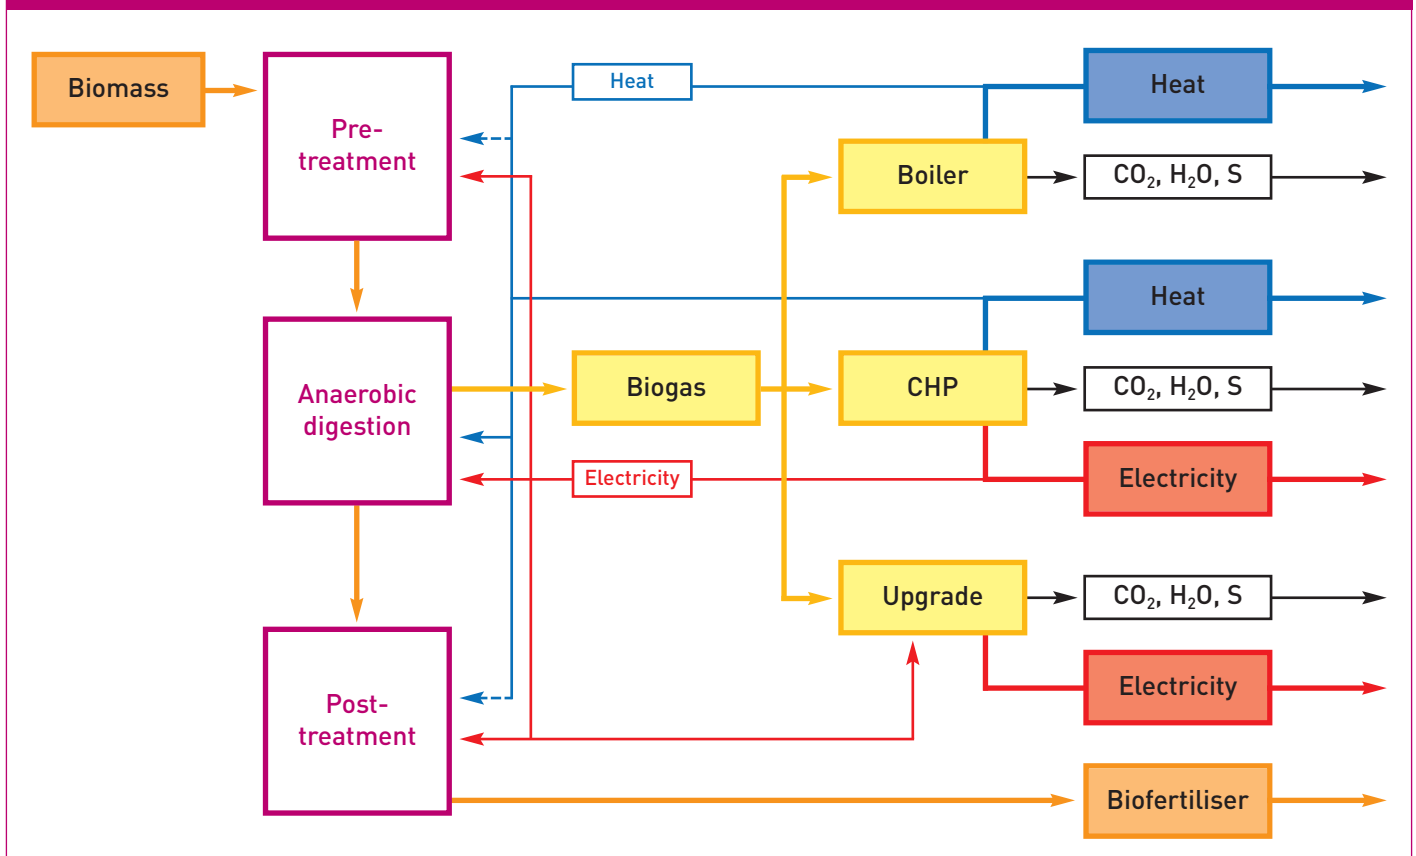 Biomass
Pre-
treatment
Heat
Heat
Boiler
CO₂, H₂O, S
Heat
Anaerobic
digestion
Biogas
CHP
CO₂, H₂O, S
Electricity
Electricity
Upgrade
CO₂, H₂O, S
Post-
treatment
Electricity
Biofertiliser